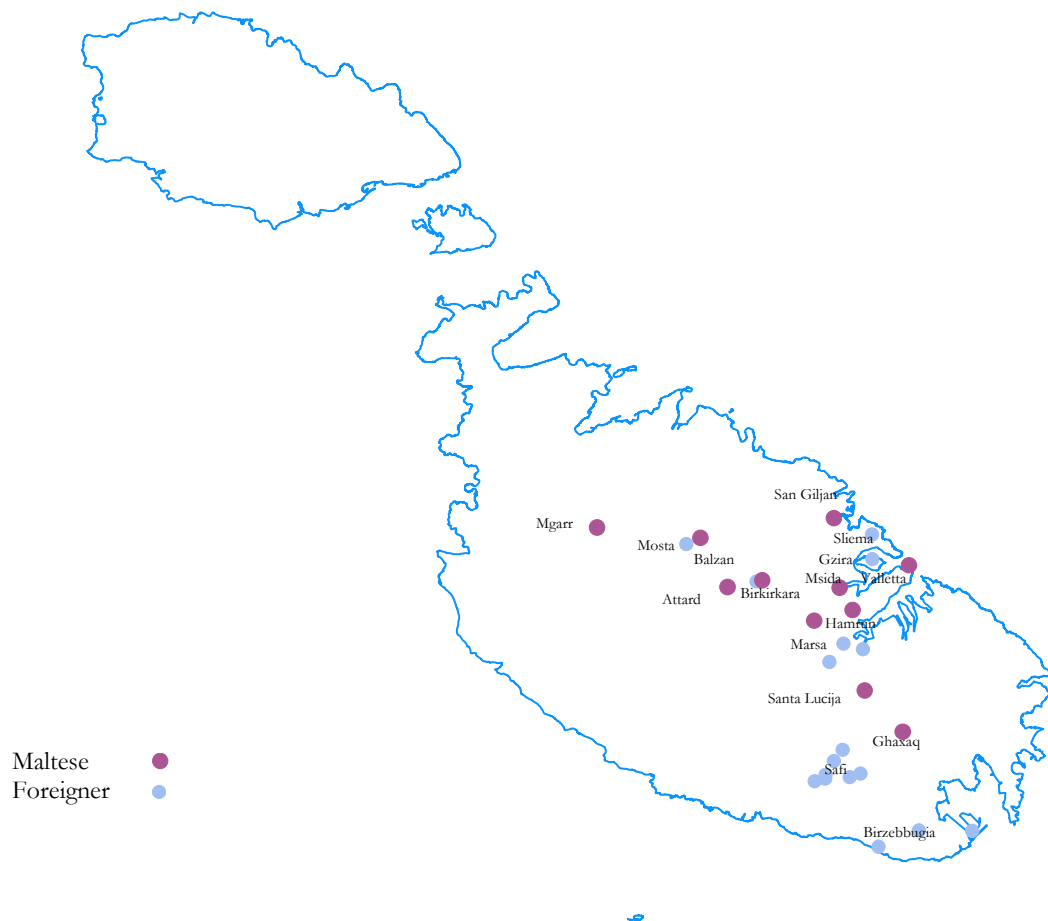 San Giljan
Mgarr
Sliema
Mosta
Balzan
Gzira
Msida
Valletta
Birkirkara
Attard
Hamrun
Marsa
Santa Lucija
Ghaxaq
Safi
Maltese
Foreigner
Birzebbugia